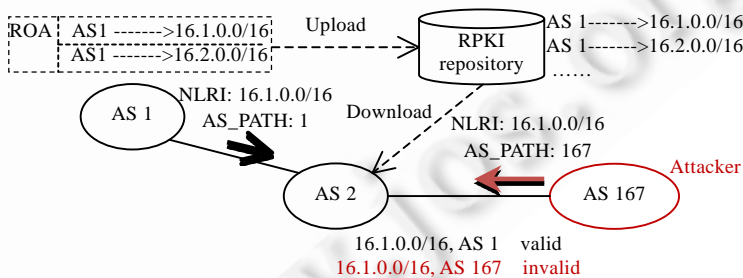 ROA
AS1 ------->16.1.0.0/16
AS1 ------->16.2.0.0/16
Upload
RPKI
repository
AS 1------->16.1.0.0/16
AS 1------->16.2.0.0/16
……
NLRI: 16.1.0.0/16
AS_PATH: 1
AS 1
Download
NLRI: 16.1.0.0/16
AS_PATH: 167
Attacker
AS 2
AS 167
16.1.0.0/16, AS 1 valid
16.1.0.0/16, AS 167 invalid